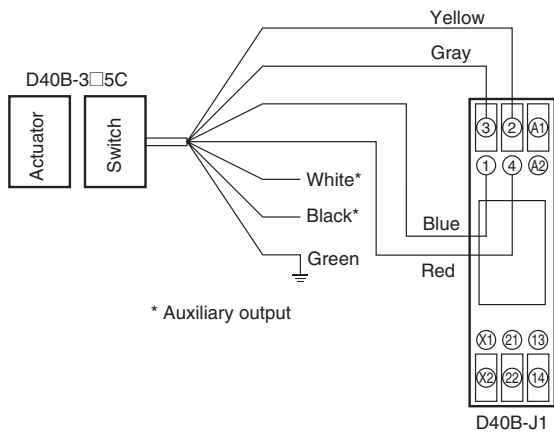 Yellow
Gray
D40B-3□5C
Actuator
Switch
3 2 A1
1 4 A2
White*
Black*
Blue
Green
Red
* Auxiliary output
X1 21 13
X2 22 14
D40B-J1